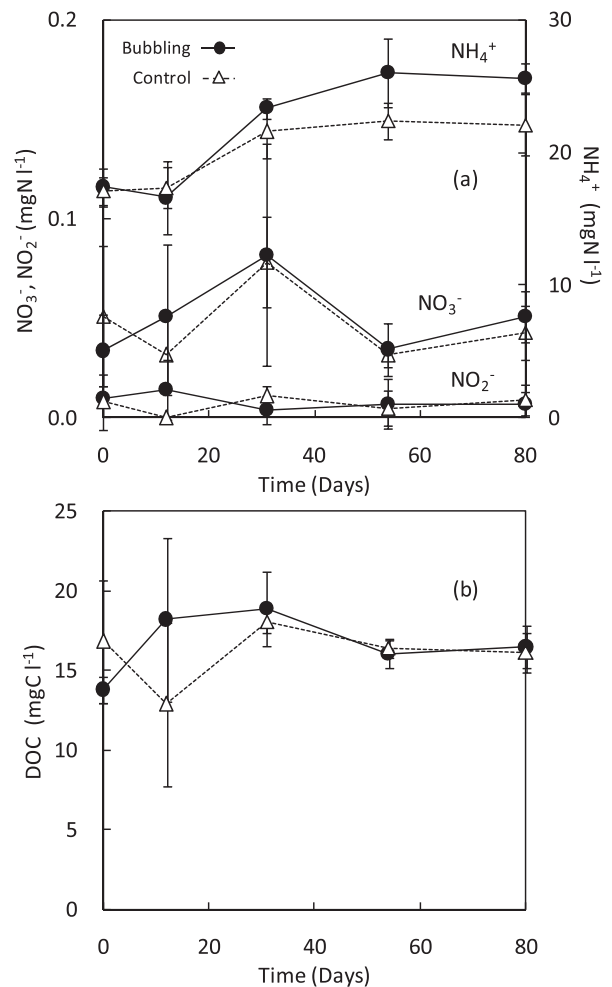 0.2
30
Bubbling
Control
NH₄⁺
0.1
20
(a)
NO₃⁻, NO₂⁻ (mgN l⁻¹)
NH₄⁺ (mgN l⁻¹)
10
NO₃⁻
NO₂⁻
0.0
0
0 20 40 60 80
Time (Days)
25
20
(b)
15
DOC (mgC l⁻¹)
10
5
0
0 20 40 60 80
Time (Days)